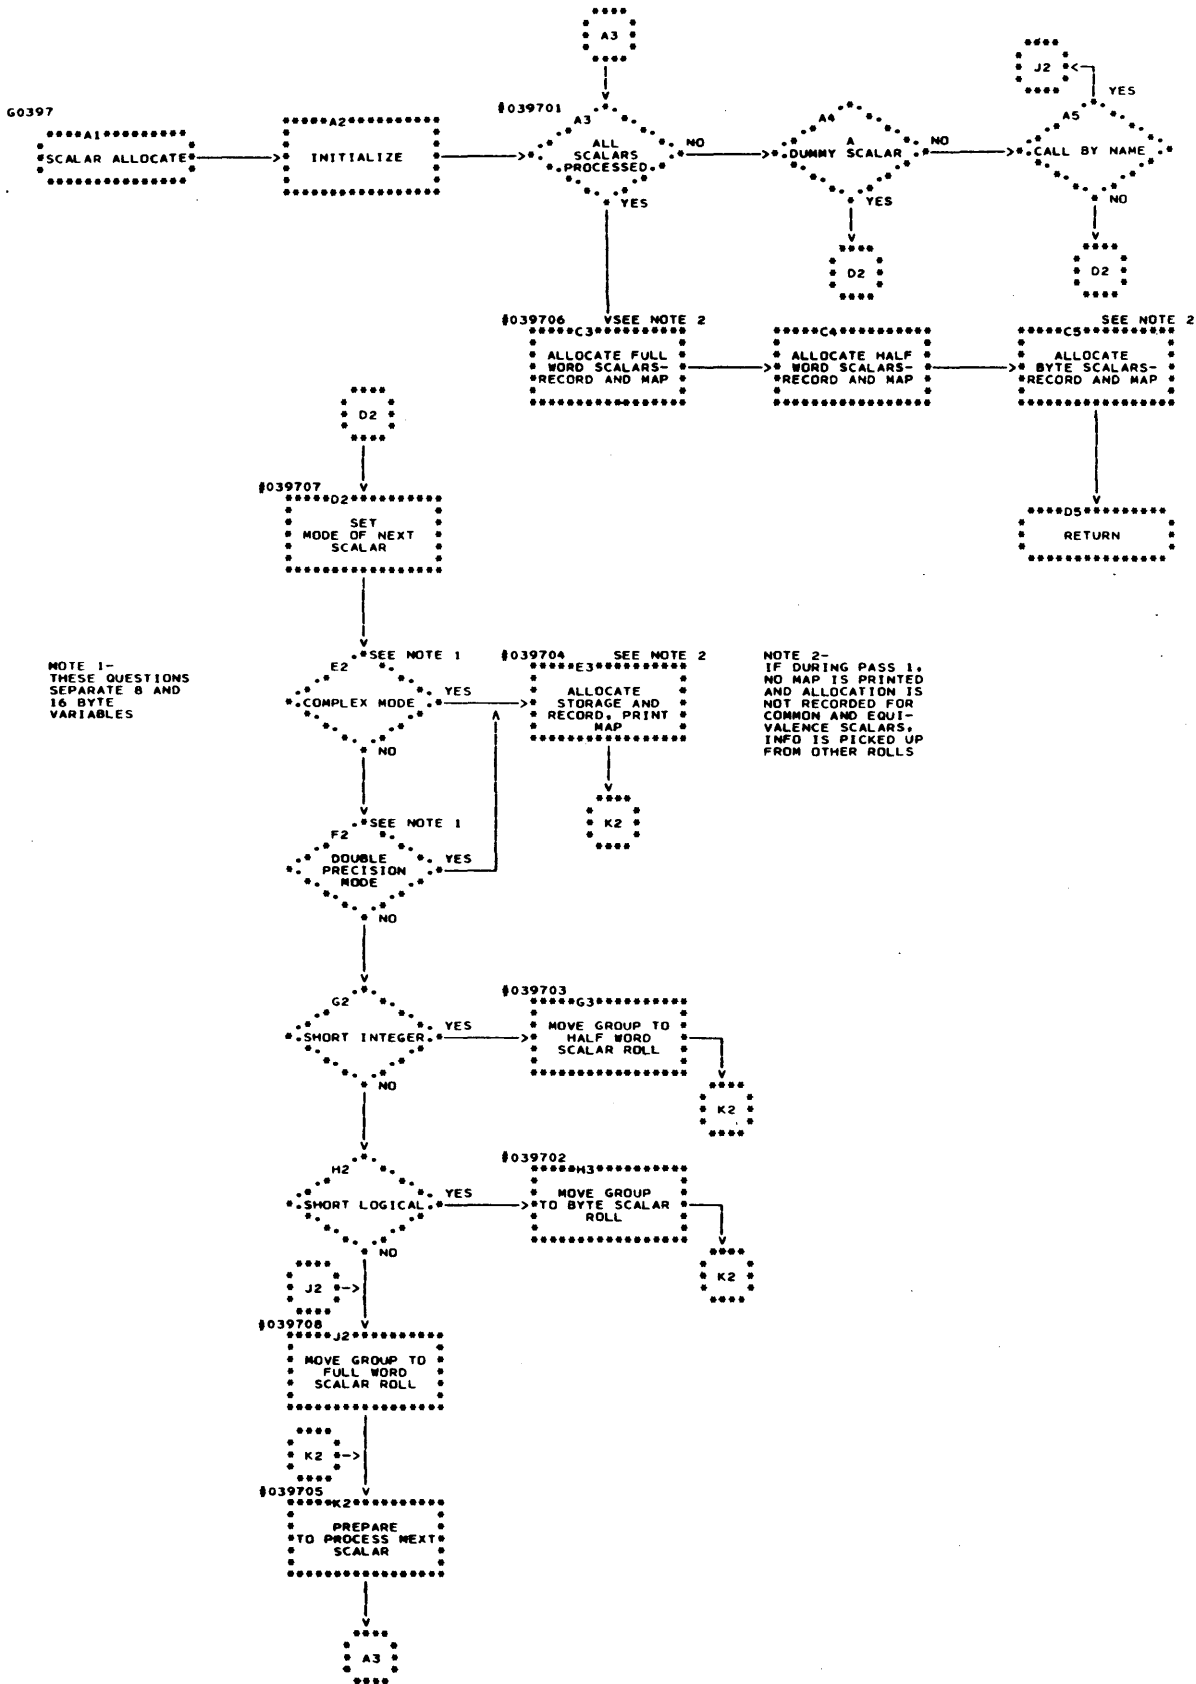 A3
J2
YES
G0397
#039701
A1
SCALAR ALLOCATE
A2
INITIALIZE
A3
ALL
SCALARS
PROCESSED
NO
YES
A4
A
DUMMY SCALAR
NO
YES
A5
CALL BY NAME
NO
D2
D2
#039706
SEE NOTE 2
C3
ALLOCATE FULL
WORD SCALARS-
RECORD AND MAP
C4
ALLOCATE HALF
WORD SCALARS-
RECORD AND MAP
SEE NOTE 2
C5
ALLOCATE
BYTE SCALARS-
RECORD AND MAP
D2
#039707
D2
SET
MODE OF NEXT
SCALAR
D5
RETURN
NOTE 1-
THESE QUESTIONS
SEPARATE 8 AND
16 BYTE
VARIABLES
SEE NOTE 1
E2
COMPLEX MODE
YES
NO
#039704
SEE NOTE 2
E3
ALLOCATE
STORAGE AND
RECORD, PRINT
MAP
NOTE 2-
IF DURING PASS 1,
NO MAP IS PRINTED
AND ALLOCATION IS
NOT RECORDED FOR
COMMON AND EQUI-
VALENCE SCALARS,
INFO IS PICKED UP
FROM OTHER ROLLS
K2
SEE NOTE 1
F2
DOUBLE
PRECISION
MODE
YES
NO
G2
SHORT INTEGER
YES
NO
#039703
G3
MOVE GROUP TO
HALF WORD
SCALAR ROLL
K2
H2
SHORT LOGICAL
YES
NO
#039702
H3
MOVE GROUP
TO BYTE SCALAR
ROLL
K2
J2
#039708
J2
MOVE GROUP TO
FULL WORD
SCALAR ROLL
K2
#039705
K2
PREPARE
TO PROCESS NEXT
SCALAR
A3